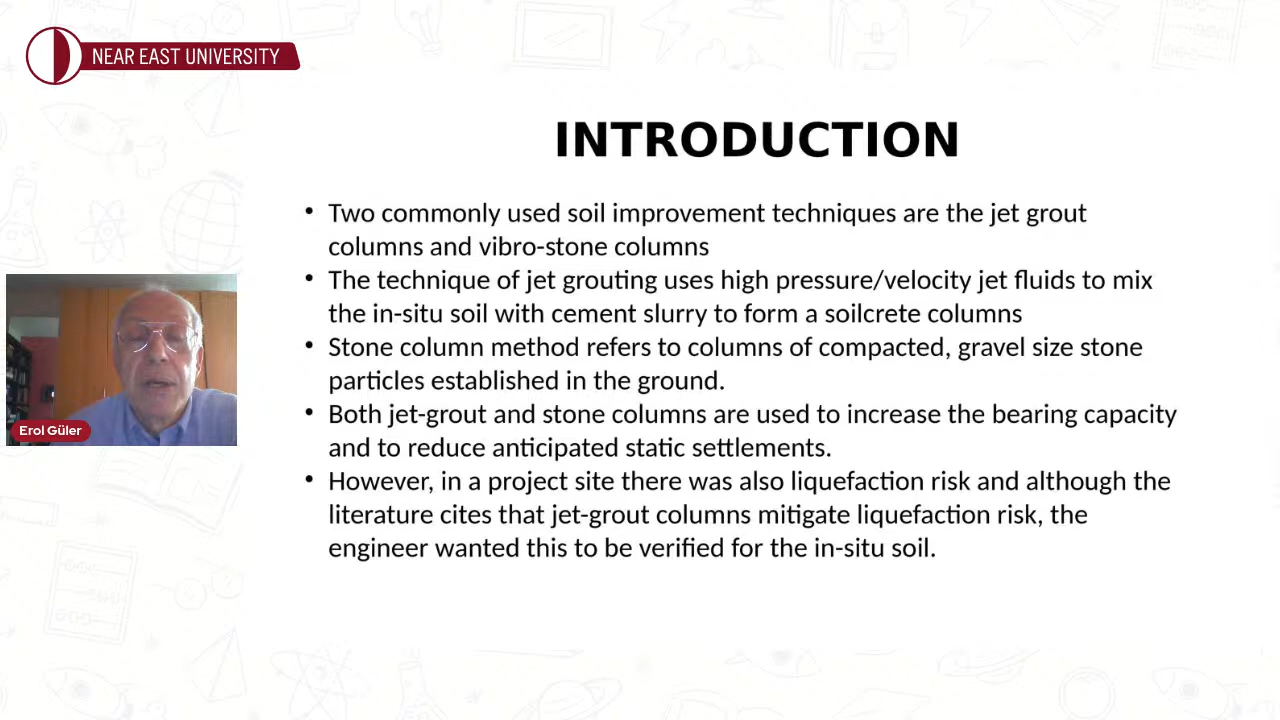 NEAR EAST UNIVERSITY
INTRODUCTION
• Two commonly used soil improvement techniques are the jet grout
columns and vibro-stone columns
• The technique of jet grouting uses high pressure/velocity jet fluids to mix
the in-situ soil with cement slurry to form a soilcrete columns
• Stone column method refers to columns of compacted, gravel size stone
particles established in the ground.
• Both jet-grout and stone columns are used to increase the bearing capacity
and to reduce anticipated static settlements.
• However, in a project site there was also liquefaction risk and although the
literature cites that jet-grout columns mitigate liquefaction risk, the
engineer wanted this to be verified for the in-situ soil.
Erol Güler